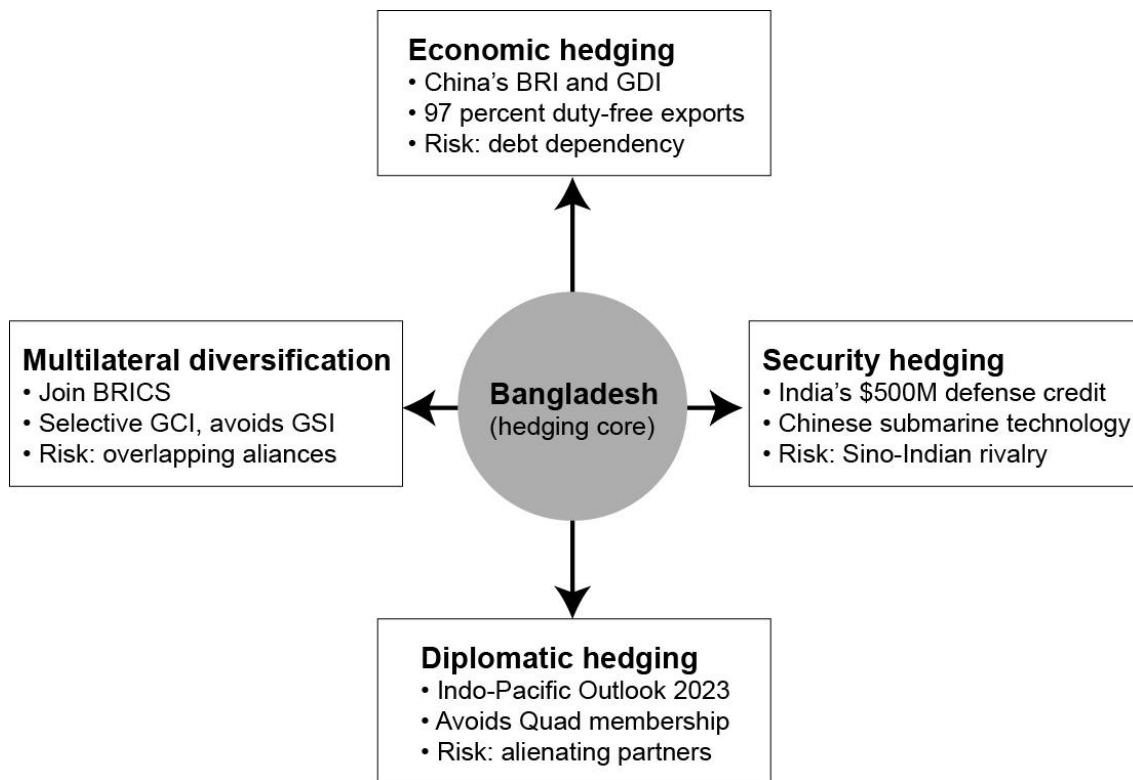 Economic hedging
• China's BRI and GDI
• 97 percent duty-free exports
• Risk: debt dependency
Multilateral diversification
• Join BRICS
• Selective GCI, avoids GSI
• Risk: overlapping aliances
Bangladesh
(hedging core)
Security hedging
• India's $500M defense credit
• Chinese submarine technology
• Risk: Sino-Indian rivalry
Diplomatic hedging
• Indo-Pacific Outlook 2023
• Avoids Quad membership
• Risk: alienating partners